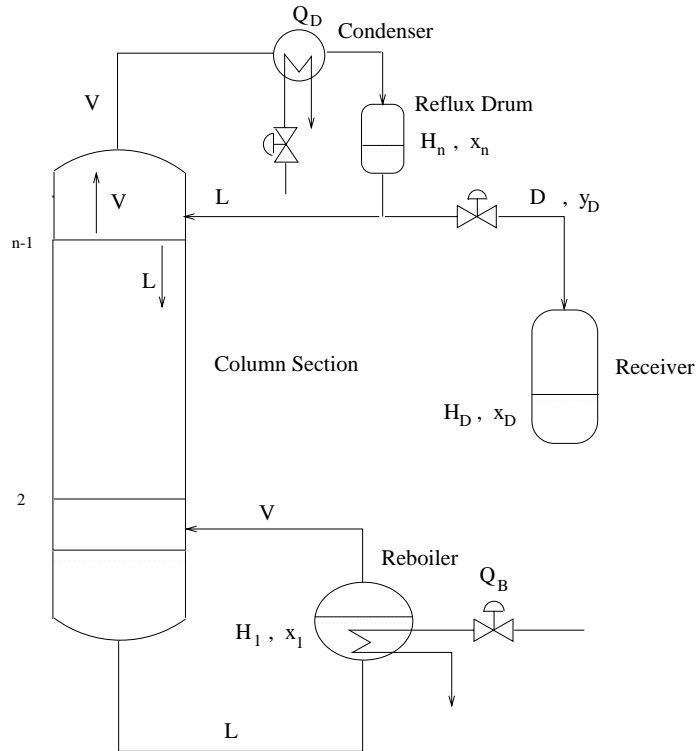 Q_D
Condenser
V
Reflux Drum
H_n , x_n
V
L
D , y_D
n-1
L
Column Section
Receiver
H_D , x_D
2
V
Reboiler
Q_B
H_1 , x_1
L